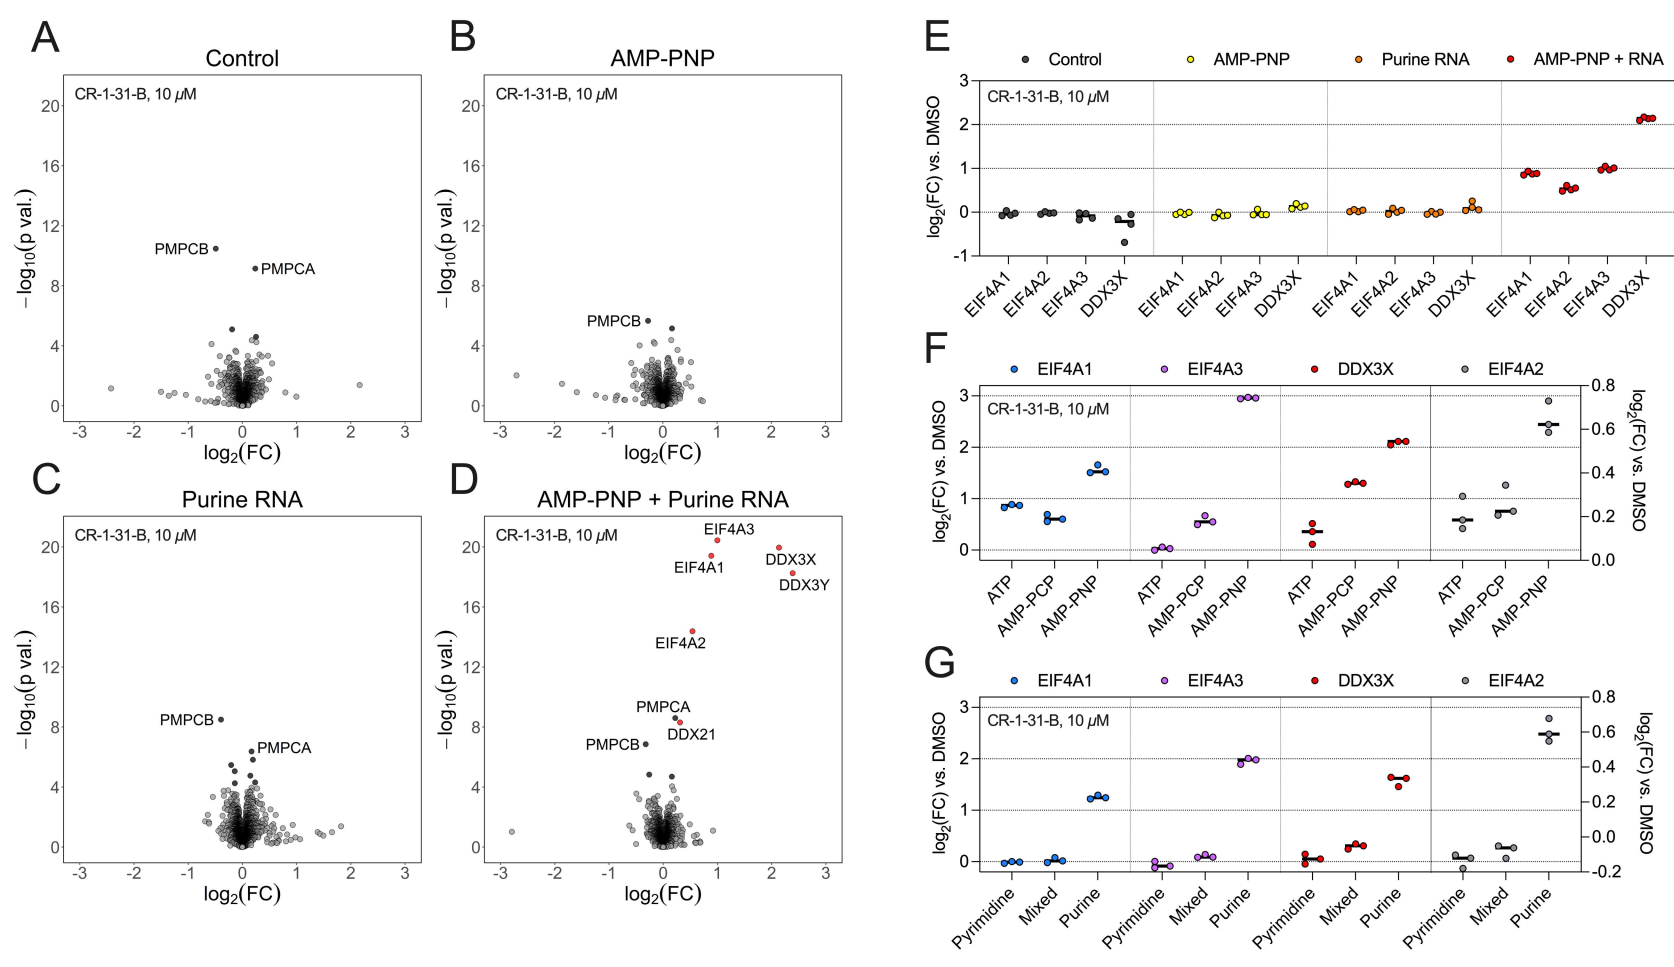 A
Control
CR-1-31-B, 10 µM
PMPCB
PMPCA
−log10(p val.)
20
16
12
8
4
0
-3 -2 -1 0 1 2 3
log2(FC)
B
AMP-PNP
CR-1-31-B, 10 µM
PMPCB
−log10(p val.)
20
16
12
8
4
0
-3 -2 -1 0 1 2 3
log2(FC)
C
Purine RNA
CR-1-31-B, 10 µM
PMPCB
PMPCA
−log10(p val.)
20
16
12
8
4
0
-3 -2 -1 0 1 2 3
log2(FC)
D
AMP-PNP + Purine RNA
CR-1-31-B, 10 µM
EIF4A3
DDX3X
EIF4A1
DDX3Y
EIF4A2
PMPCA
DDX21
PMPCB
−log10(p val.)
20
16
12
8
4
0
-3 -2 -1 0 1 2 3
log2(FC)
E
Control AMP-PNP Purine RNA AMP-PNP + RNA
CR-1-31-B, 10 µM
log2(FC) vs. DMSO
3
2
1
0
-1
EIF4A1 EIF4A2 EIF4A3 DDX3X EIF4A1 EIF4A2 EIF4A3 DDX3X EIF4A1 EIF4A2 EIF4A3 DDX3X EIF4A1 EIF4A2 EIF4A3 DDX3X
F
EIF4A1 EIF4A3 DDX3X EIF4A2
CR-1-31-B, 10 µM
log2(FC) vs. DMSO
3
2
1
0
0.8
0.6
0.4
0.2
0.0
log2(FC) vs. DMSO
ATP AMP-PCP AMP-PNP ATP AMP-PCP AMP-PNP ATP AMP-PCP AMP-PNP ATP AMP-PCP AMP-PNP
G
EIF4A1 EIF4A3 DDX3X EIF4A2
CR-1-31-B, 10 µM
log2(FC) vs. DMSO
3
2
1
0
0.8
0.6
0.4
0.2
0.0
-0.2
log2(FC) vs. DMSO
Pyrimidine Mixed Purine Pyrimidine Mixed Purine Pyrimidine Mixed Purine Pyrimidine Mixed Purine